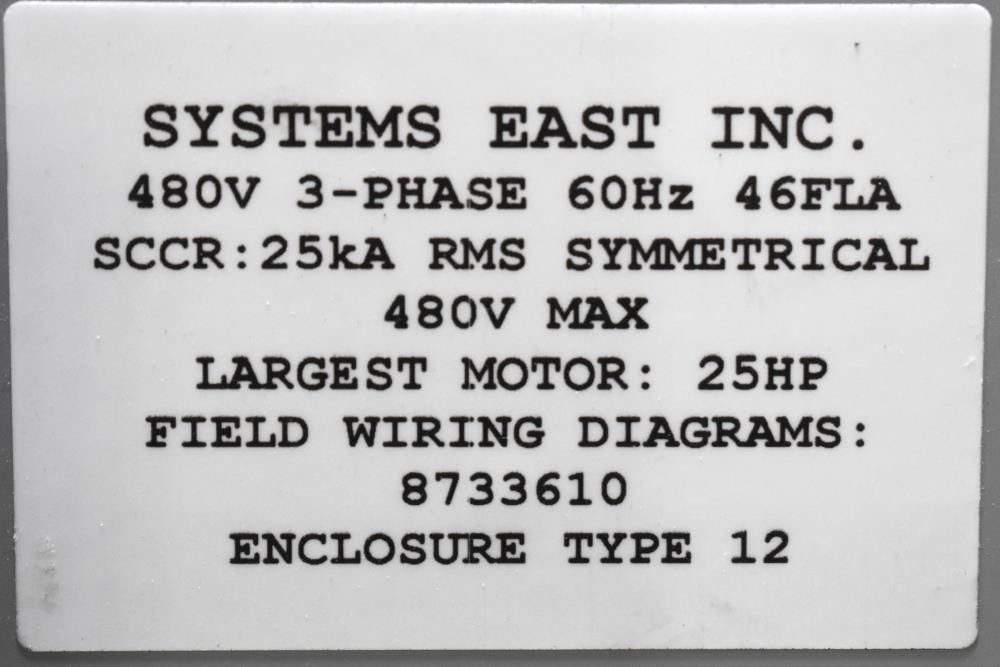 SYSTEMS EAST INC.
480V 3-PHASE 60Hz 46FLA
SCCR:25kA RMS SYMMETRICAL
480V MAX
LARGEST MOTOR: 25HP
FIELD WIRING DIAGRAMS:
8733610
ENCLOSURE TYPE 12